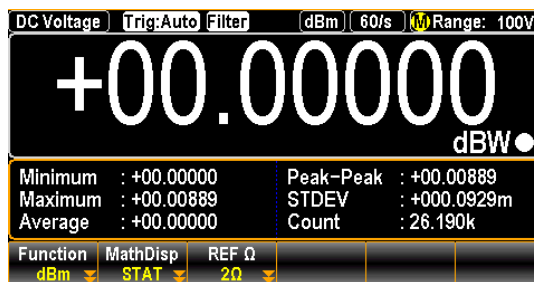 DC Voltage Trig:Auto Filter dBm 60/s M Range: 100V
+00.00000
dBW
Minimum : +00.00000 Peak-Peak : +00.00889
Maximum : +00.00889 STDEV : +000.0929m
Average : +00.00000 Count : 26.190k
Function MathDisp REF Ω
dBm STAT 2Ω